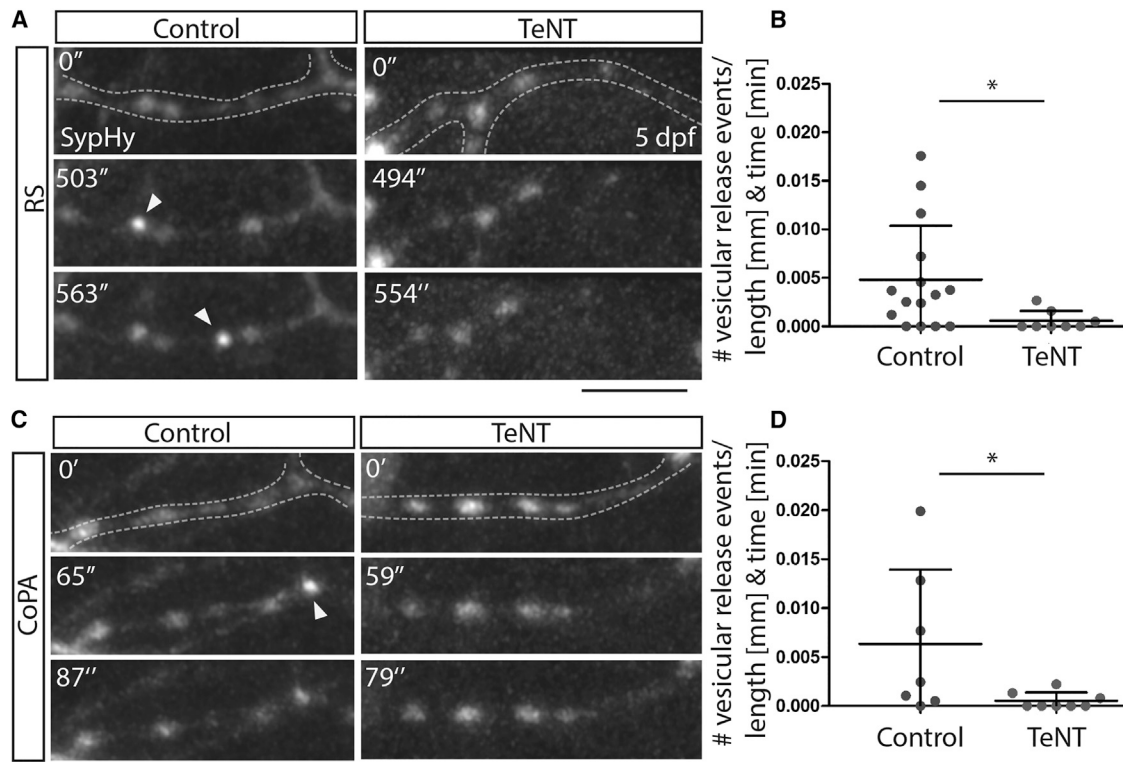 A
Control
TeNT
RS
0″
SypHy
0″
5 dpf
503″
494″
563″
554′′
B
# vesicular release events/
length [mm] & time [min]
0.025
0.020
0.015
0.010
0.005
0.000
*
Control
TeNT
C
Control
TeNT
CoPA
0′
0′
65″
59″
87′′
79′′
D
# vesicular release events/
length [mm] & time [min]
0.025
0.020
0.015
0.010
0.005
0.000
*
Control
TeNT